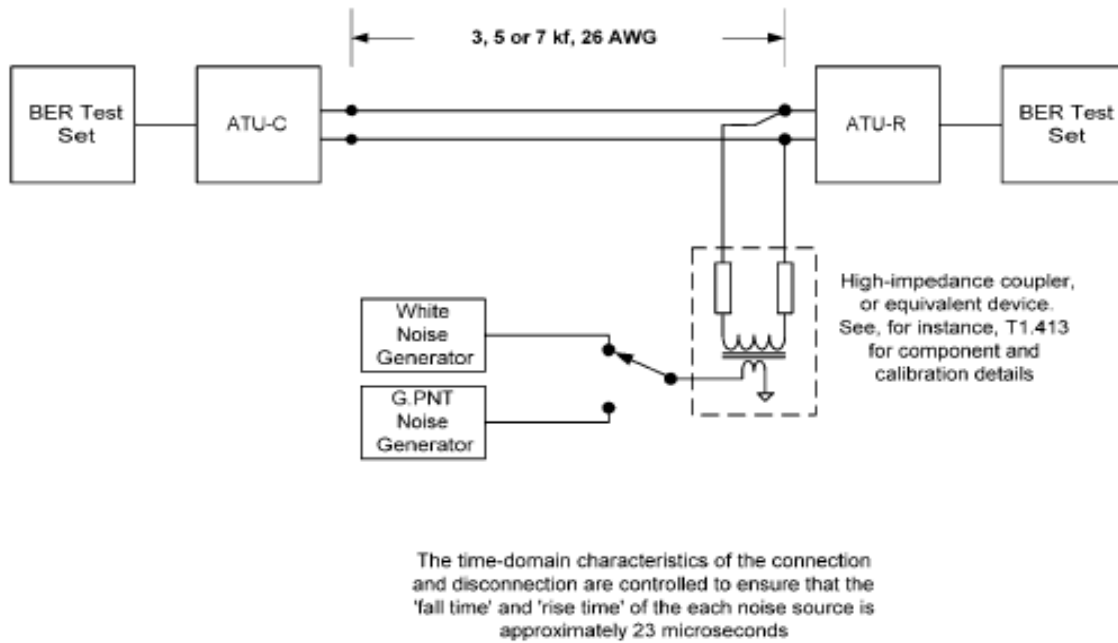 3, 5 or 7 kf, 26 AWG
BER Test
Set
ATU-C
ATU-R
BER Test
Set
White
Noise
Generator
G.PNT
Noise
Generator
High-impedance coupler,
or equivalent device.
See, for instance, T1.413
for component and
calibration details
The time-domain characteristics of the connection
and disconnection are controlled to ensure that the
'fall time' and 'rise time' of the each noise source is
approximately 23 microseconds